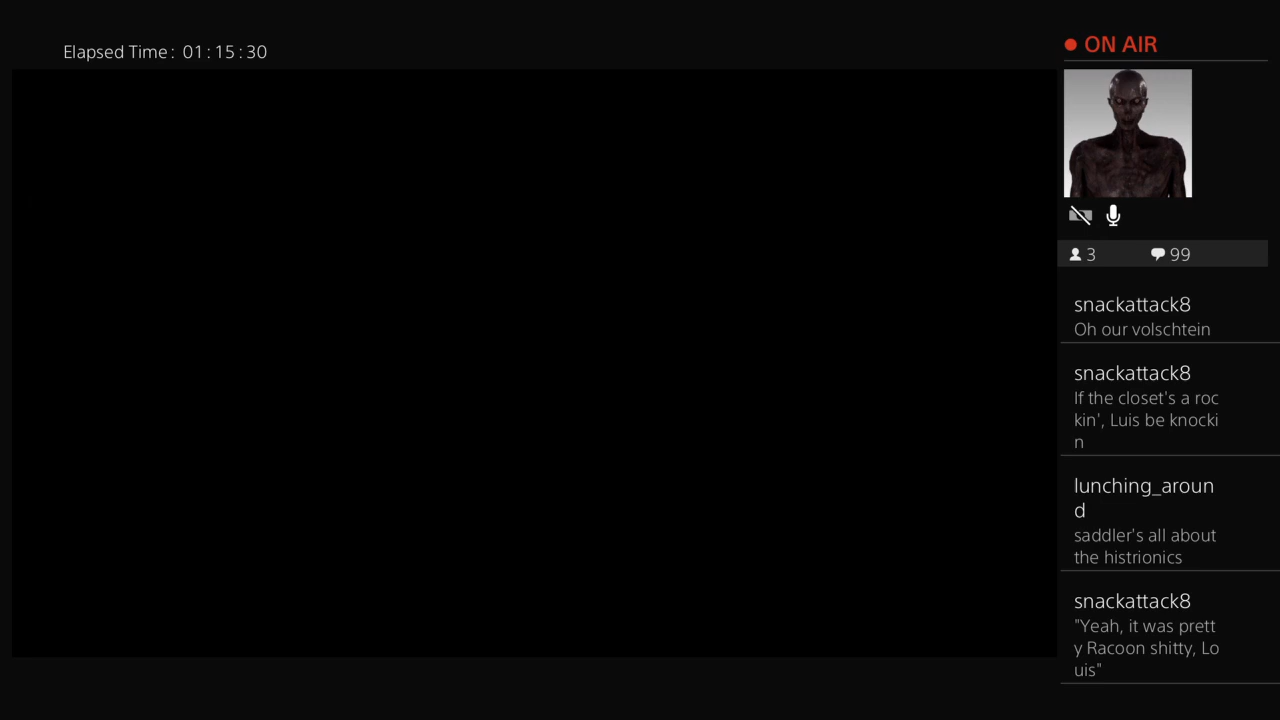 Elapsed Time: 01:15:30
ON AIR
3 99
snackattack8
Oh our volschtein
snackattack8
If the closet's a roc
kin', Luis be knocki
n
lunching_aroun
d
saddler's all about
the histrionics
snackattack8
"Yeah, it was prett
y Racoon shitty, Lo
uis"